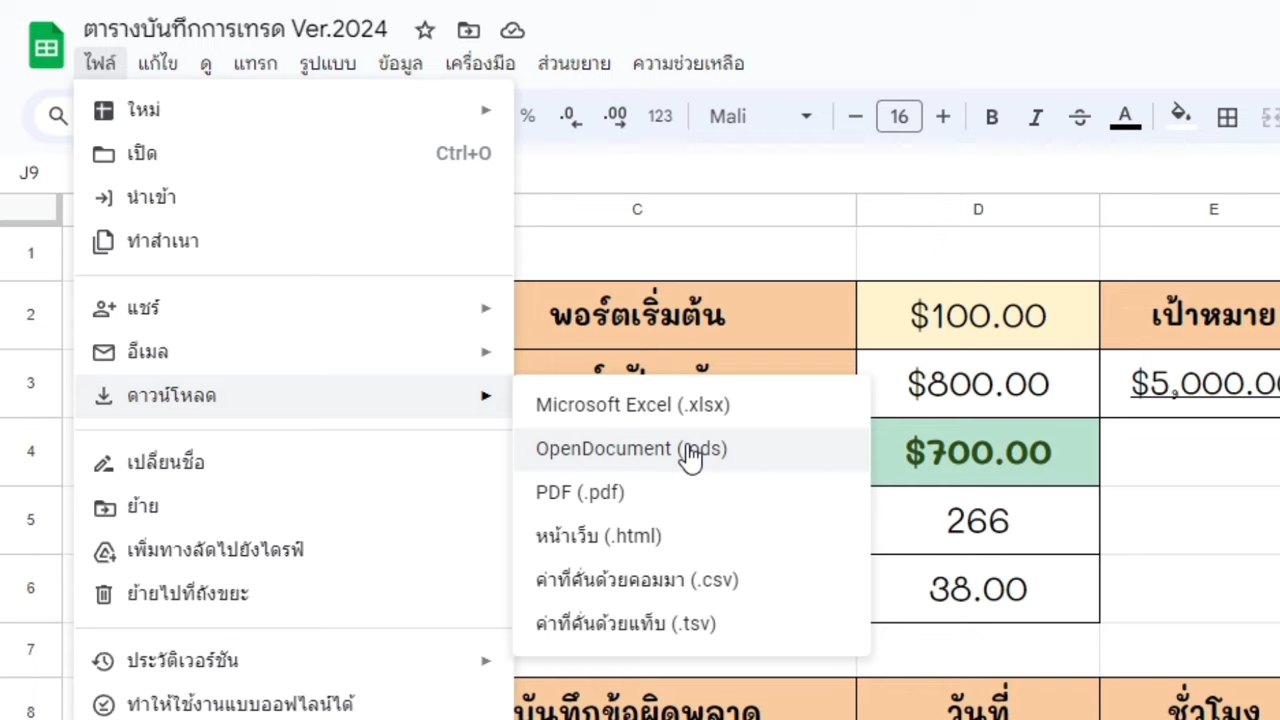 ตารางบันทึกการเทรด Ver.2024
ไฟล์ แก้ไข ดู แทรก รูปแบบ ข้อมูล เครื่องมือ ส่วนขยาย ความช่วยเหลือ
% .0 .00 123 Mali 16 B I A
J9
C D E
ใหม่
เปิด Ctrl+O
นำเข้า
ทำสำเนา
แชร์
อีเมล
ดาวน์โหลด
เปลี่ยนชื่อ
ย้าย
เพิ่มทางลัดไปยังไดรฟ์
ย้ายไปที่ถังขยะ
ประวัติเวอร์ชัน
ทำให้ใช้งานแบบออฟไลน์ได้
Microsoft Excel (.xlsx)
OpenDocument (.ods)
PDF (.pdf)
หน้าเว็บ (.html)
ค่าที่คั่นด้วยคอมมา (.csv)
ค่าที่คั่นด้วยแท็บ (.tsv)
1
2 พอร์ตเริ่มต้น $100.00 เป้าหมาย
3 $800.00 $5,000.00
4 $700.00
5 266
6 38.00
7
8 บันทึกข้อผิดพลาด วันที่ ชั่วโมง